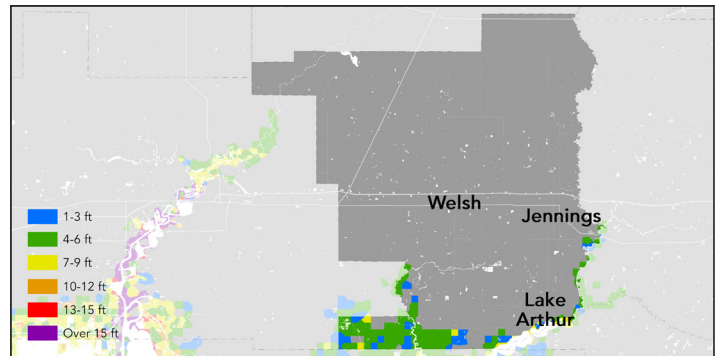 Welsh
Jennings
Lake
Arthur
1-3 ft
4-6 ft
7-9 ft
10-12 ft
13-15 ft
Over 15 ft